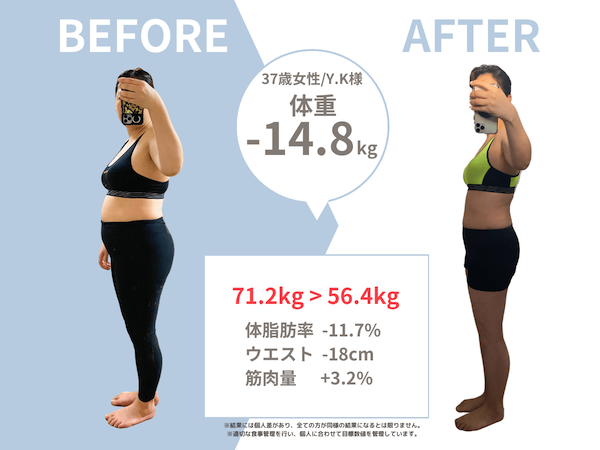 BEFORE
AFTER
37歳女性/Y.K様
体重
-14.8kg
71.2kg > 56.4kg
体脂肪率 -11.7%
ウエスト -18cm
筋肉量 +3.2%
※結果には個人差があり、全ての方が同様の結果になるとは限りません。
※適切な食事管理を行い、個人に合わせて目標数値を管理しています。